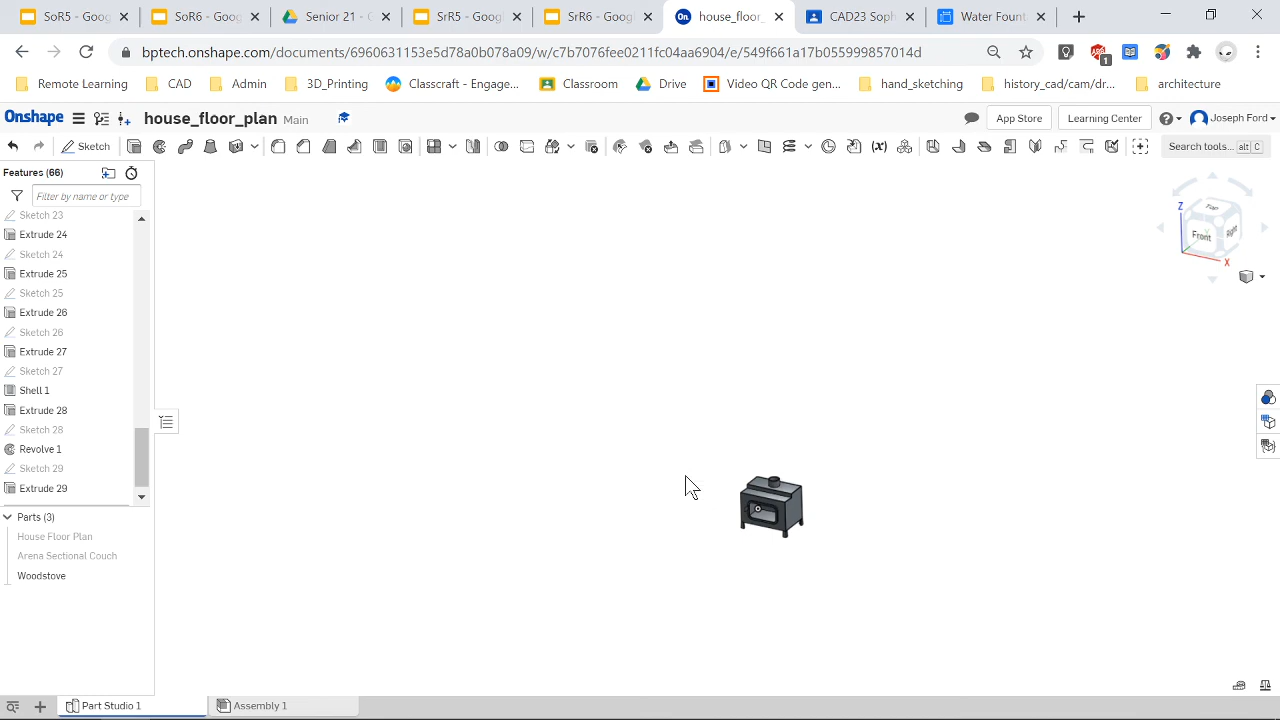 SoR5 - Goog
SoR6 - Goog
Senior 21 - G
SrR5 - Goog
SrR6 - Googl
house_floor_
CAD23 Soph
Water Fount
bptech.onshape.com/documents/6960631153e5d78a0b078a09/w/c7b7076fee0211fc04aa6904/e/549f661a17b055999857014d
1
Remote Learning
CAD
Admin
3D_Printing
Classcraft - Engage...
Classroom
Drive
Video QR Code gen...
hand_sketching
history_cad/cam/dr...
architecture
Onshape
house_floor_plan
Main
App Store
Learning Center
Joseph Ford
Sketch
Search tools...
alt C
Features (66)
Filter by name or type
Sketch 23
Extrude 24
Sketch 24
Extrude 25
Sketch 25
Extrude 26
Sketch 26
Extrude 27
Sketch 27
Shell 1
Extrude 28
Sketch 28
Revolve 1
Sketch 29
Extrude 29
Parts (3)
House Floor Plan
Arena Sectional Couch
Woodstove
Z
Top
Front
Right
X
Part Studio 1
Assembly 1